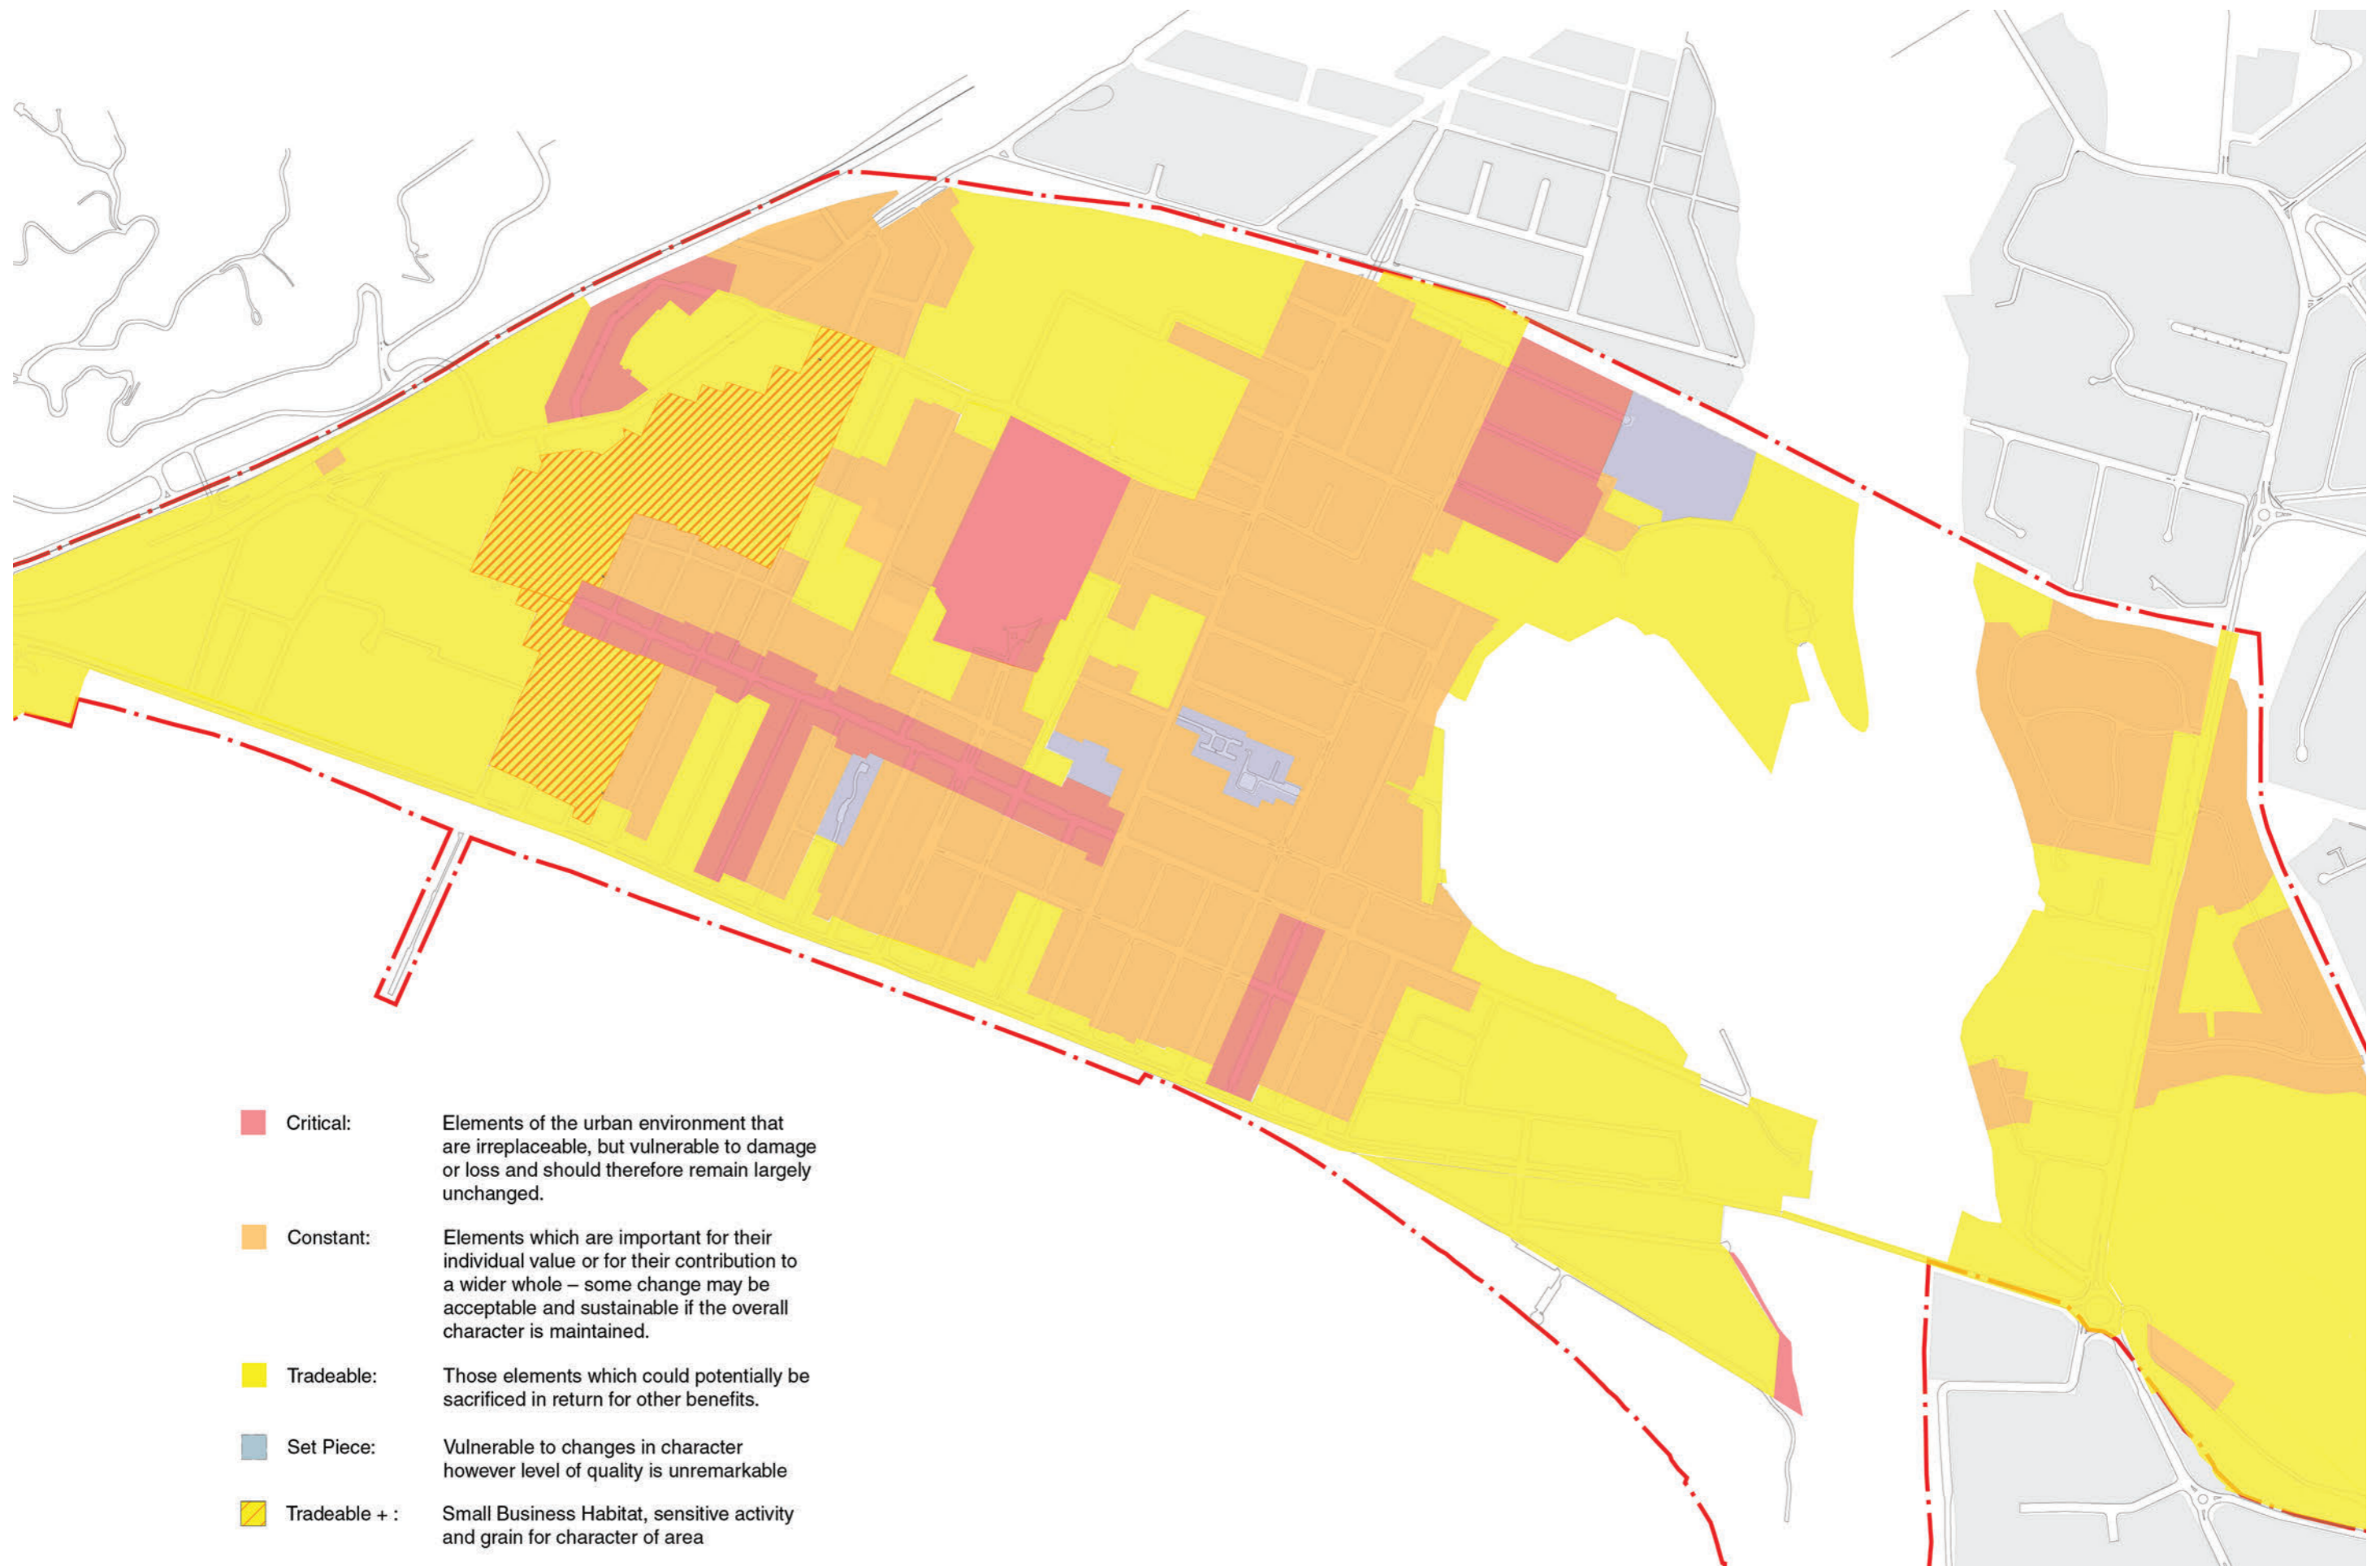 Critical: Elements of the urban environment that
are irreplaceable, but vulnerable to damage
or loss and should therefore remain largely
unchanged.
Constant: Elements which are important for their
individual value or for their contribution to
a wider whole – some change may be
acceptable and sustainable if the overall
character is maintained.
Tradeable: Those elements which could potentially be
sacrificed in return for other benefits.
Set Piece: Vulnerable to changes in character
however level of quality is unremarkable
Tradeable + : Small Business Habitat, sensitive activity
and grain for character of area